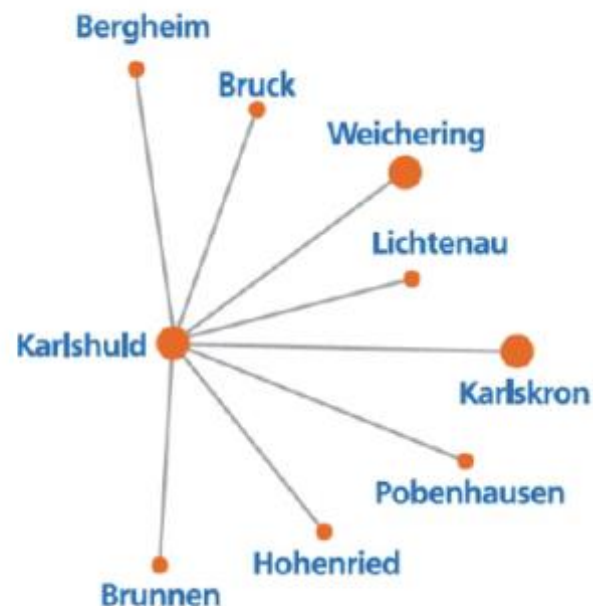 Bergheim
Bruck
Weichering
Lichtenau
Karlshuld
Karlskron
Pobenhausen
Hohenried
Brunnen